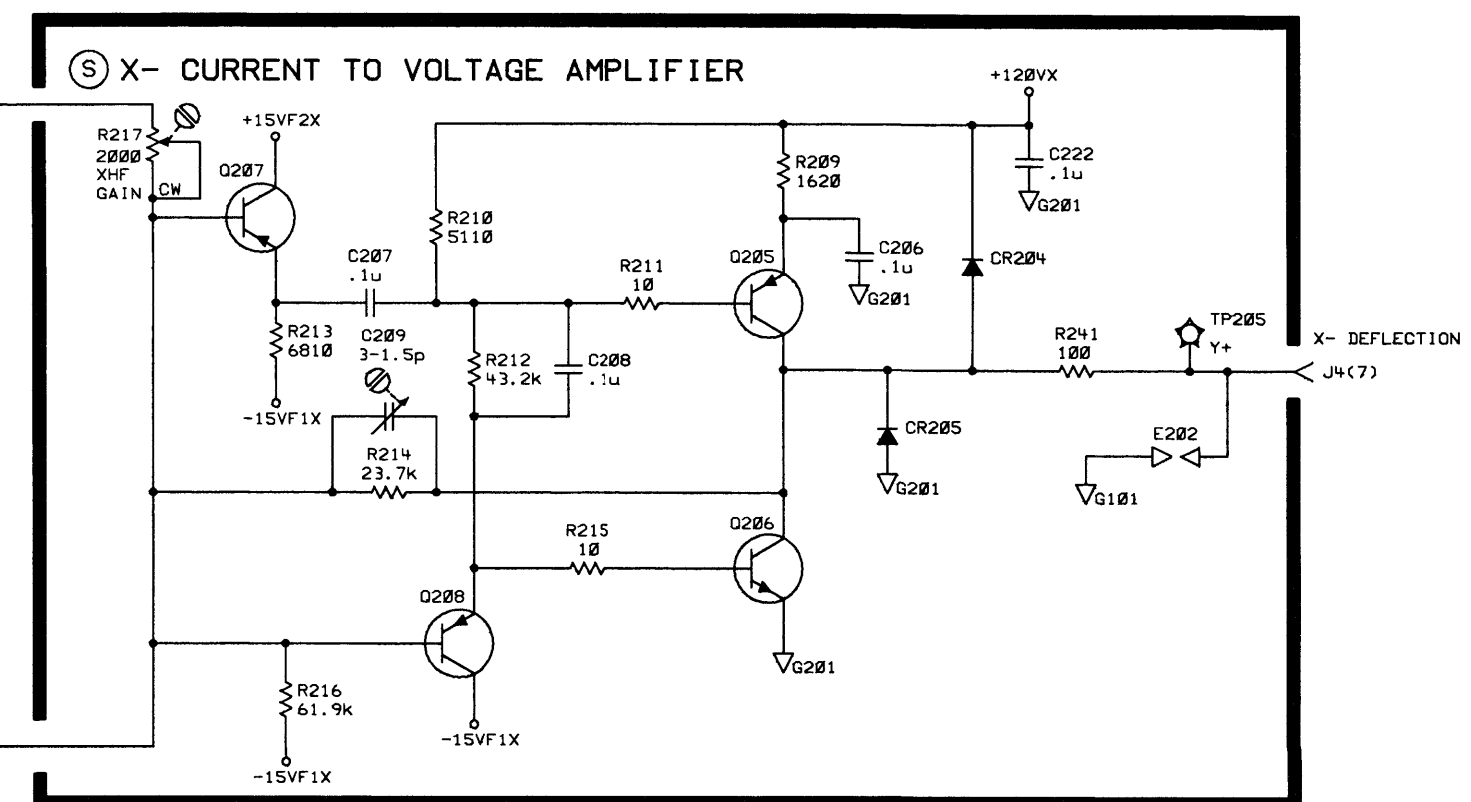 S X- CURRENT TO VOLTAGE AMPLIFIER
+120VX
R217
2000
XHF
GAIN
CW
+15VF2X
Q207
R210
5110
R209
1620
C222
.1u
G201
C207
.1u
R211
10
Q205
C206
.1u
G201
CR204
R213
6810
-15VF1X
C209
3-1.5p
R212
43.2k
C208
.1u
R241
100
TP205
Y+
X- DEFLECTION
J4(7)
CR205
G201
E202
G101
R214
23.7k
R215
10
Q206
G201
Q208
R216
61.9k
-15VF1X
-15VF1X